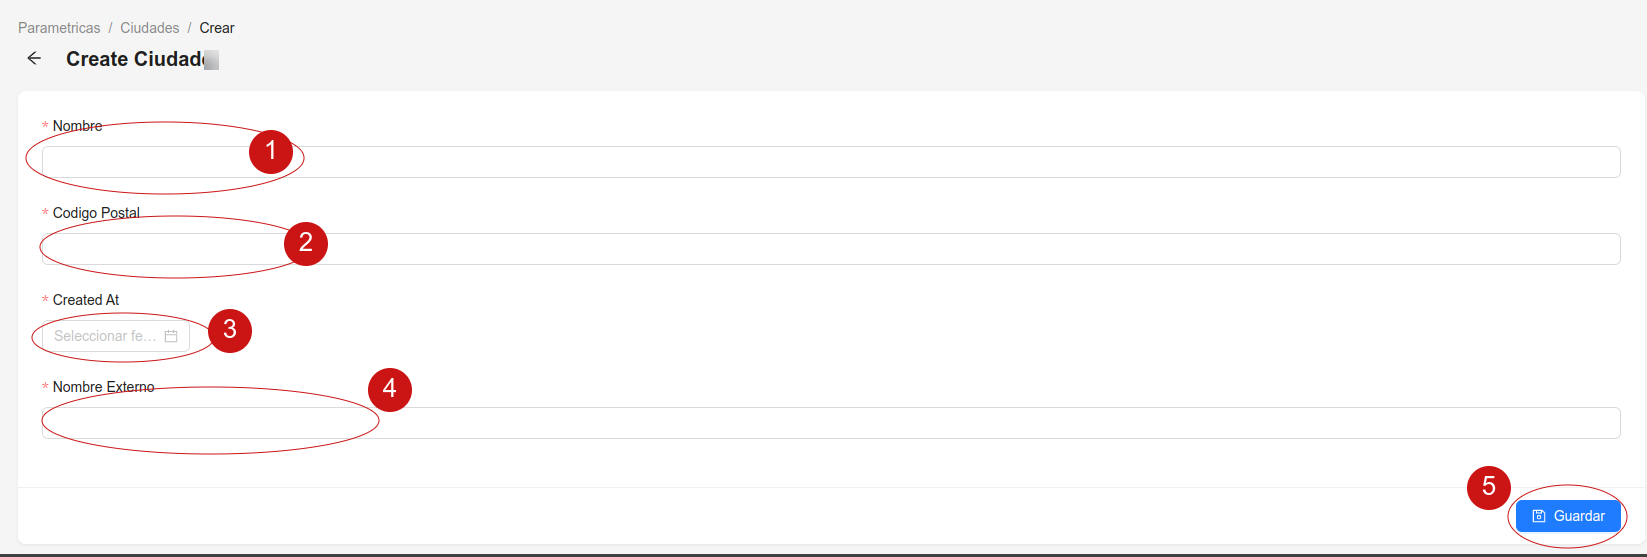 Parametricas / Ciudades / Crear
Create Ciudad
* Nombre
1
* Codigo Postal
2
* Created At
Seleccionar fe...
3
* Nombre Externo
4
5
Guardar